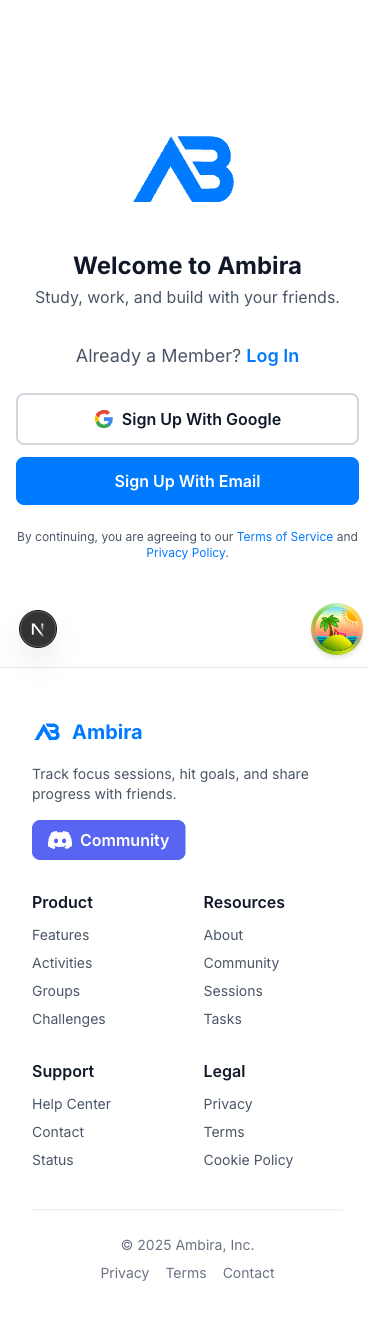 Welcome to Ambira
Study, work, and build with your friends.
Already a Member? Log In
Sign Up With Google
Sign Up With Email
By continuing, you are agreeing to our Terms of Service and
Privacy Policy.
N
Ambira
Track focus sessions, hit goals, and share
progress with friends.
Community
Product
Features
Activities
Groups
Challenges
Resources
About
Community
Sessions
Tasks
Support
Help Center
Contact
Status
Legal
Privacy
Terms
Cookie Policy
© 2025 Ambira, Inc.
Privacy Terms Contact